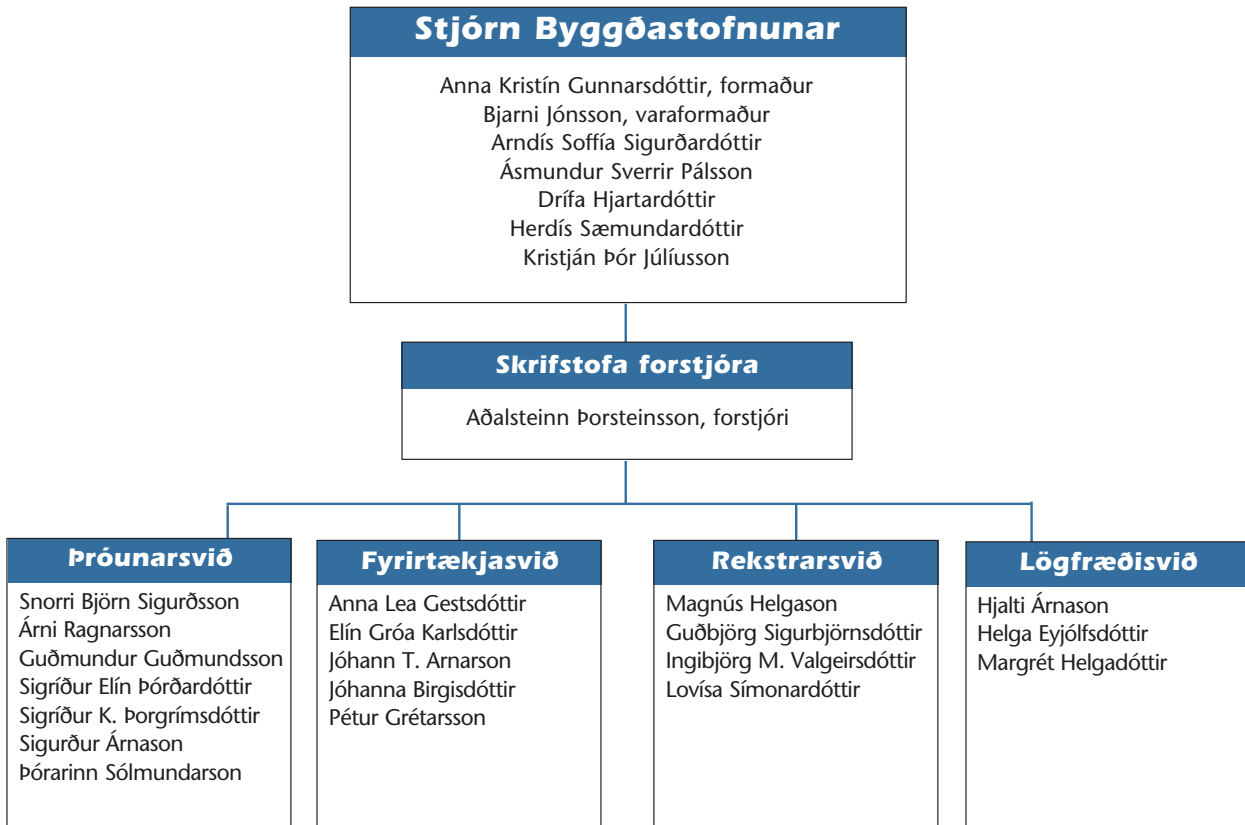 Stjórn Byggðastofnunar
Anna Kristín Gunnarsdóttir, formaður
Bjarni Jónsson, varaformaður
Arndís Soffía Sigurðardóttir
Ásmundur Sverrir Pálsson
Drífa Hjartardóttir
Herdís Sæmundardóttir
Kristján Þór Júlíusson
Skrifstofa forstjóra
Aðalsteinn Þorsteinsson, forstjóri
Þróunarsvið
Snorri Björn Sigurðsson
Árni Ragnarsson
Guðmundur Guðmundsson
Sigríður Elín Þórðardóttir
Sigríður K. Þorgrímsdóttir
Sigurður Árnason
Þórarinn Sólmundarson
Fyrirtækjasvið
Anna Lea Gestsdóttir
Elín Gróa Karlsdóttir
Jóhann T. Arnarson
Jóhanna Birgisdóttir
Pétur Grétarsson
Rekstrarsvið
Magnús Helgason
Guðbjörg Sigurbjörnsdóttir
Ingibjörg M. Valgeirsdóttir
Lovísa Símonardóttir
Lögfræðisvið
Hjalti Árnason
Helga Eyjólfsdóttir
Margrét Helgadóttir